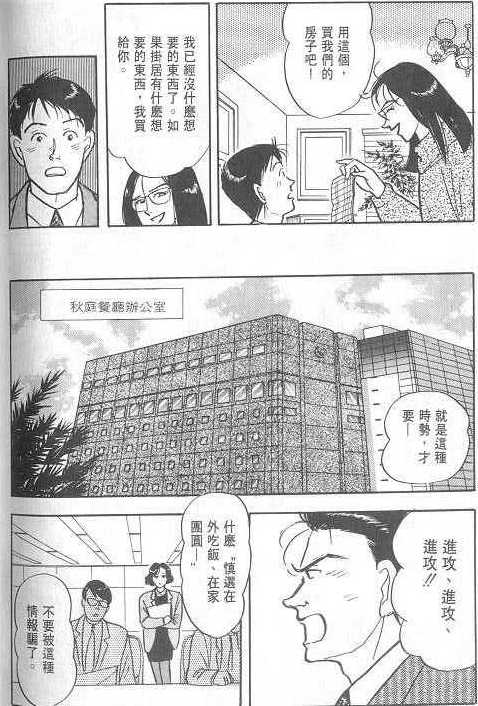 用這個，
買我們的
房子吧！
我已經沒什麽想
要的東西了。如
果掛居有什麽想
要的東西，我買
給你。
秋庭餐廳辦公室
就是這種
時勢，才
要—
進攻、進攻、
進攻!!
什麽“慎選在
外吃飯、在家
團圓—”
不要被這種
情報騙了。